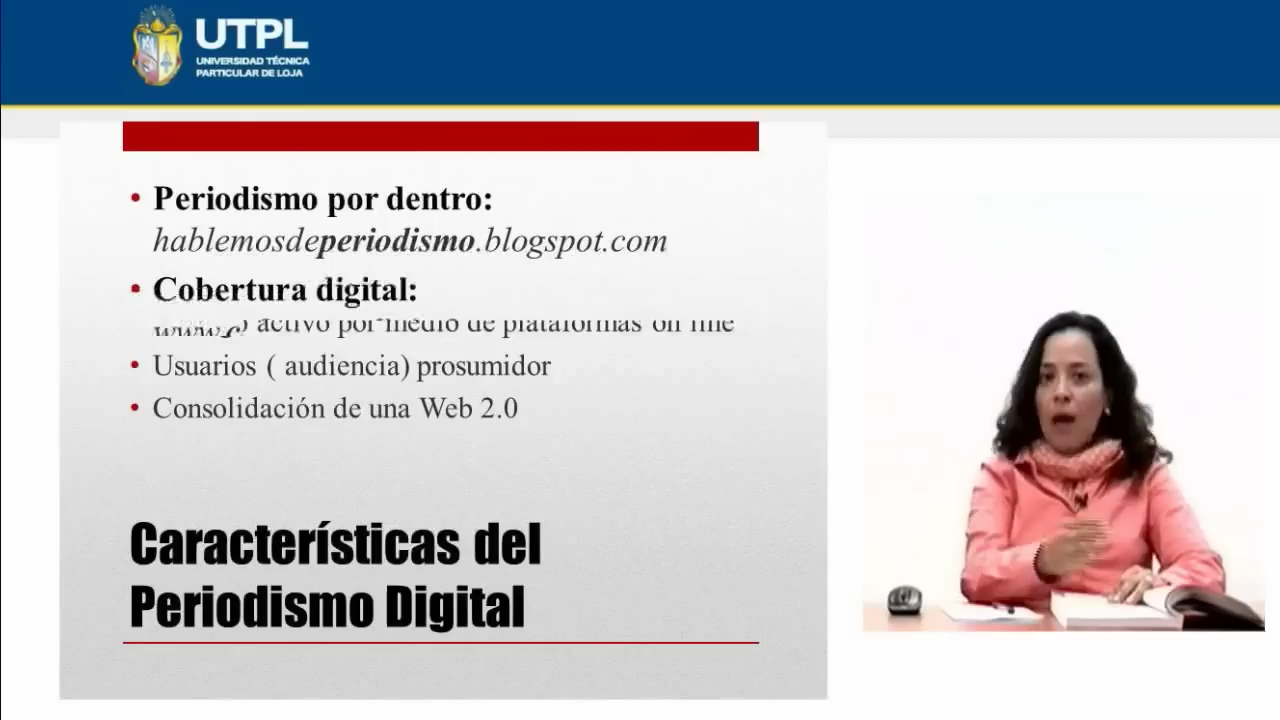 UTPL
UNIVERSIDAD TÉCNICA
PARTICULAR DE LOJA
• Periodismo por dentro:
hablemosdeperiodismo.blogspot.com
• Cobertura digital:
activo por medio de plataformas on line
• Usuarios ( audiencia) prosumidor
• Consolidación de una Web 2.0
Características del
Periodismo Digital